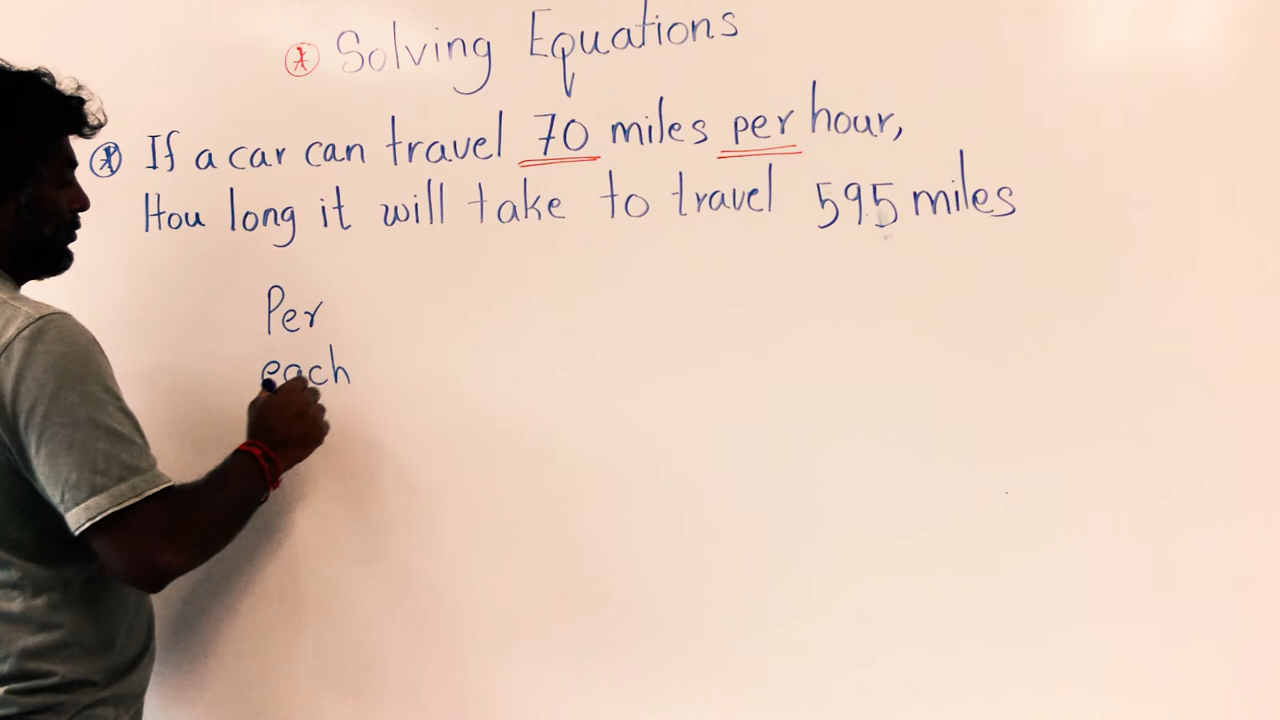 Solving Equations
If a car can travel 70 miles per hour,
How long it will take to travel 595 miles
Per
each